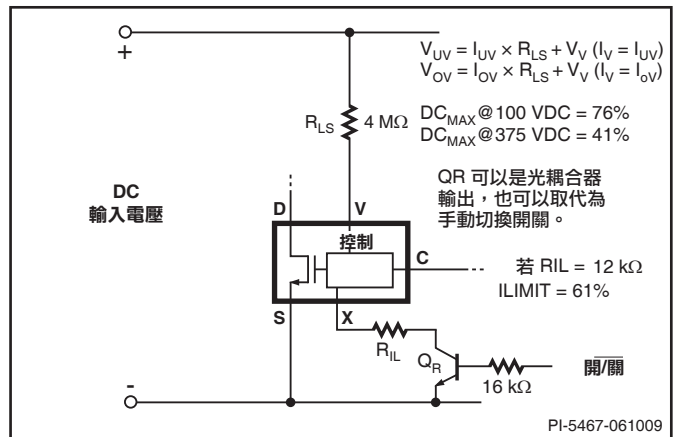 +
V_UV = I_UV × R_LS + V_V (I_V = I_UV)
V_OV = I_OV × R_LS + V_V (I_V = I_oV)
R_LS 4 MΩ
DC_MAX@100 VDC = 76%
DC_MAX@375 VDC = 41%
QR 可以是光耦合器
輸出，也可以取代為
手動切換開關。
DC
輸入電壓
D
V
控制
C
若 RIL = 12 kΩ
ILIMIT = 61%
S
X
R_IL
Q_R
16 kΩ
開/關
-
PI-5467-061009